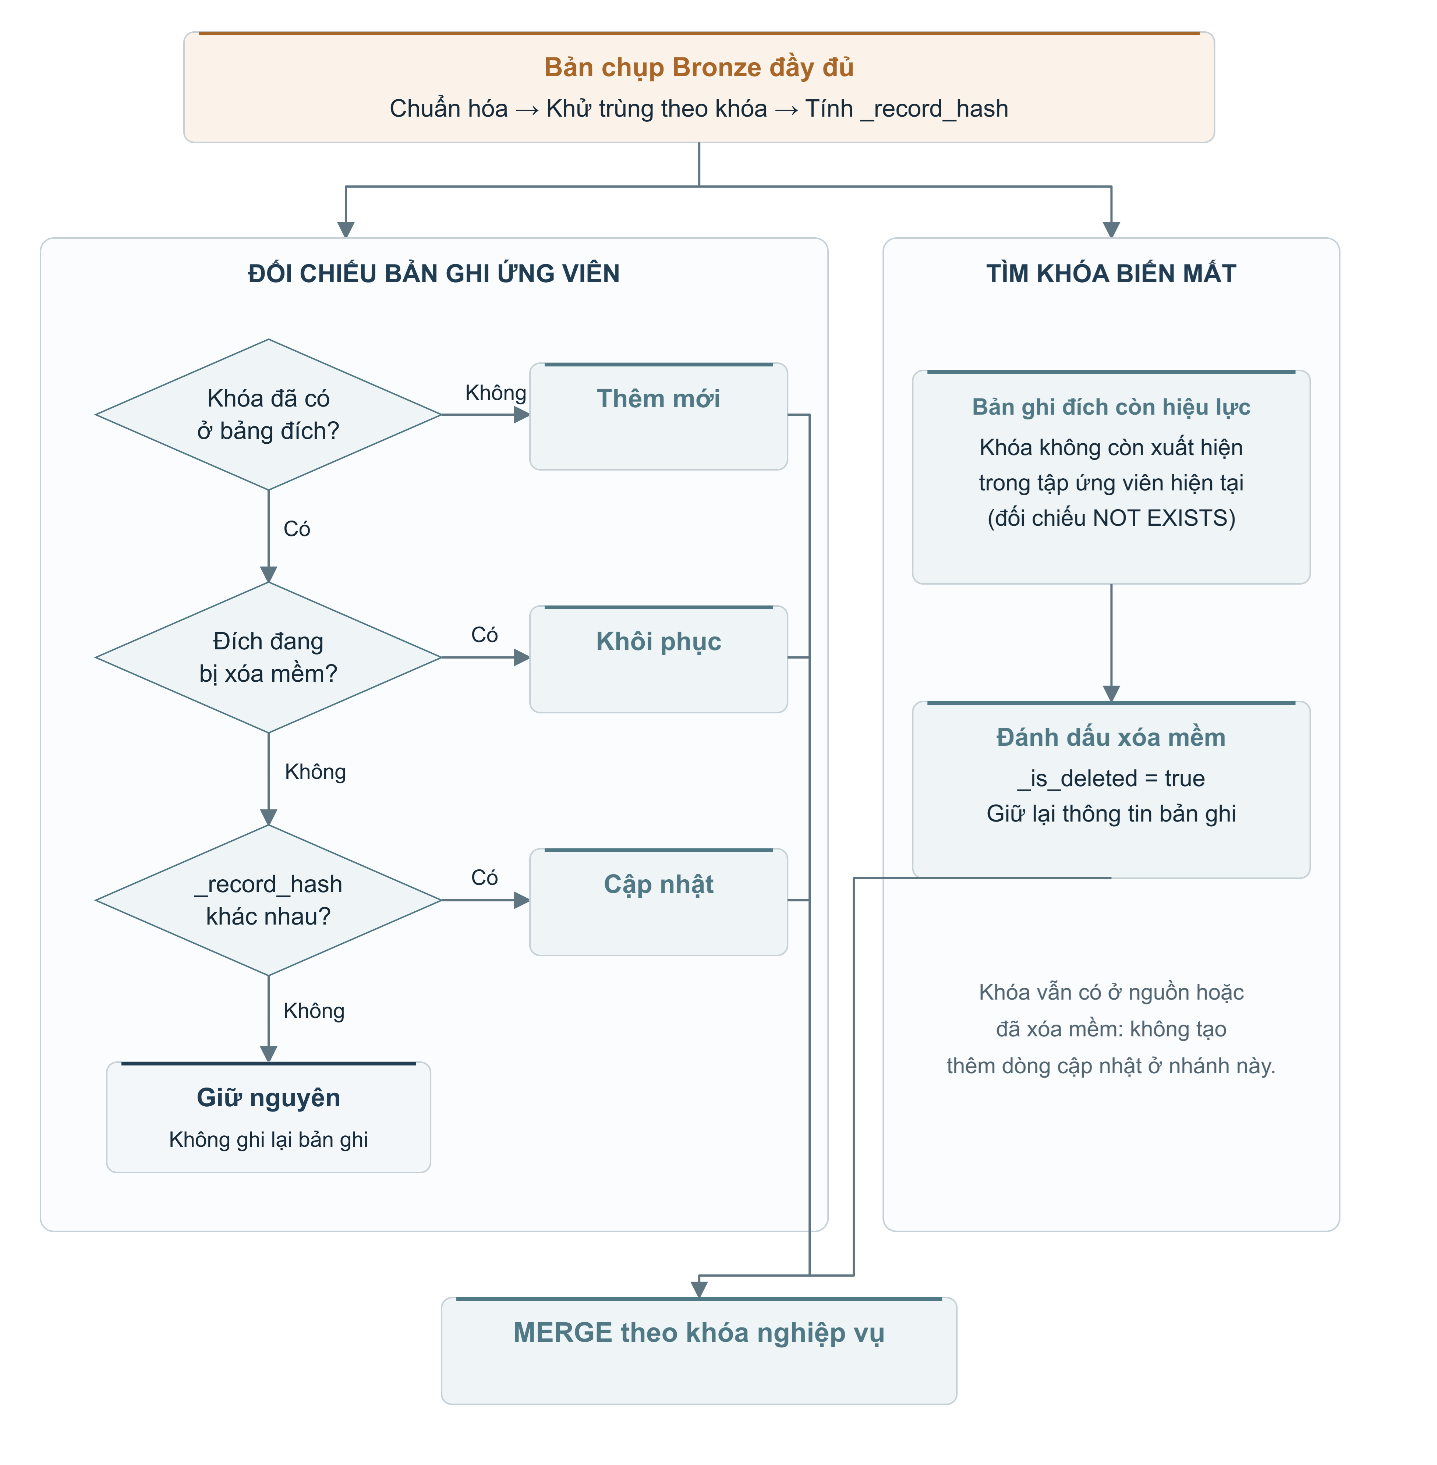 Bản chụp Bronze đầy đủ
Chuẩn hóa → Khử trùng theo khóa → Tính _record_hash
ĐỐI CHIẾU BẢN GHI ỨNG VIÊN
Khóa đã có
ở bảng đích?
Không
Thêm mới
Có
Đích đang
bị xóa mềm?
Có
Khôi phục
Không
_record_hash
khác nhau?
Có
Cập nhật
Không
Giữ nguyên
Không ghi lại bản ghi
TÌM KHÓA BIẾN MẤT
Bản ghi đích còn hiệu lực
Khóa không còn xuất hiện
trong tập ứng viên hiện tại
(đối chiếu NOT EXISTS)
Đánh dấu xóa mềm
_is_deleted = true
Giữ lại thông tin bản ghi
Khóa vẫn có ở nguồn hoặc
đã xóa mềm: không tạo
thêm dòng cập nhật ở nhánh này.
MERGE theo khóa nghiệp vụ